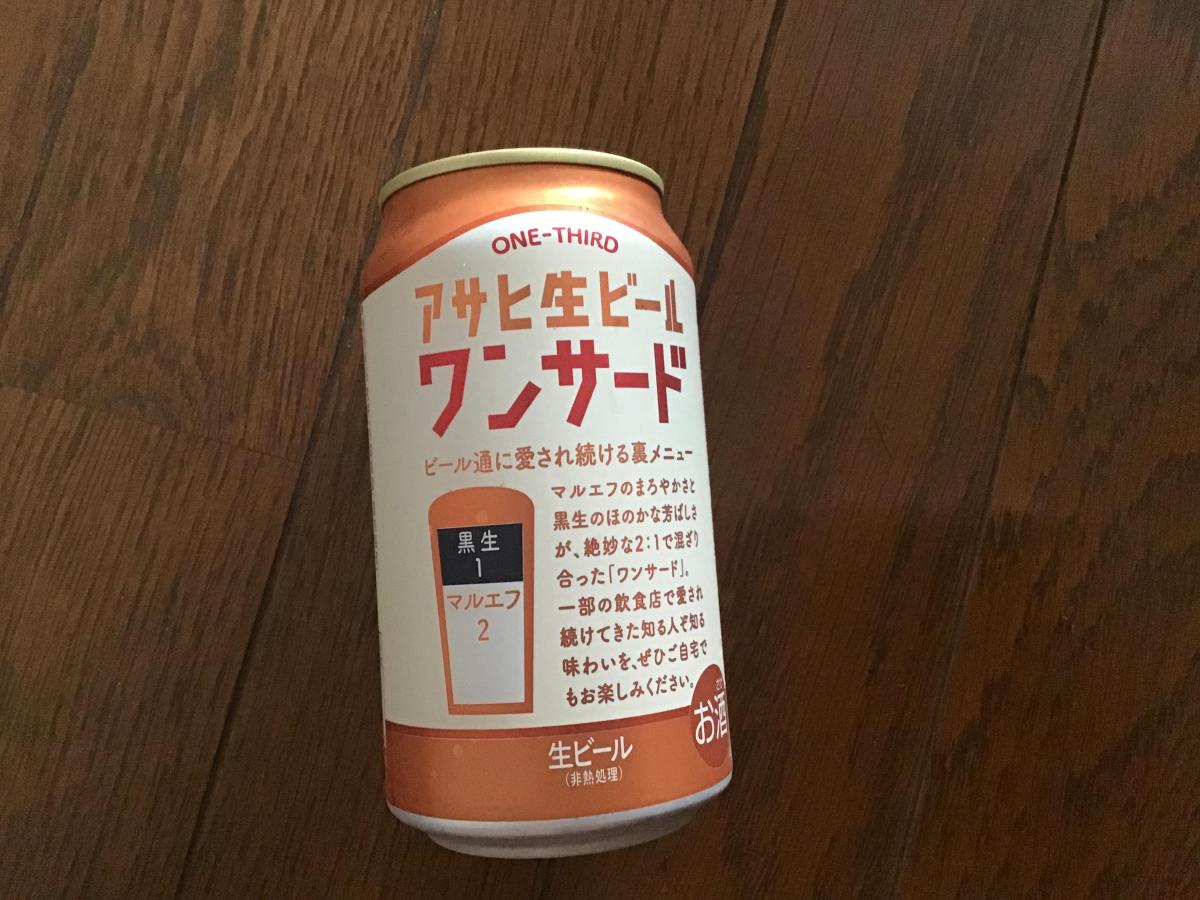 ONE-THIRD
アサヒ生ビール
ワンサード
ビール通に愛され続ける裏メニュー
黒生
1
マルエフ
2
マルエフのまろやかさと
黒生のほのかな芳ばしさ
が、絶妙な2:1で混ざり
合った「ワンサード」。
一部の飲食店で愛され
続けてきた知る人ぞ知る
味わいを、ぜひご自宅で
もお楽しみください。
お酒
生ビール
(非熱処理)